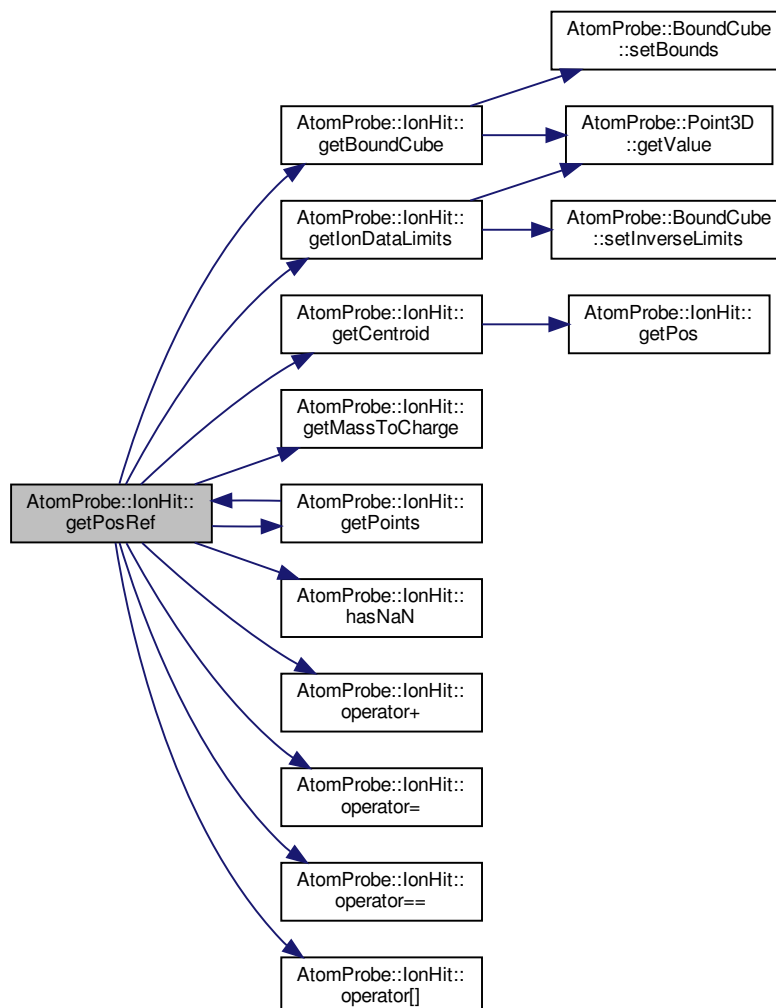 AtomProbe::BoundCube
::setBounds
AtomProbe::IonHit::
getBoundCube
AtomProbe::Point3D
::getValue
AtomProbe::IonHit::
getIonDataLimits
AtomProbe::BoundCube
::setInverseLimits
AtomProbe::IonHit::
getCentroid
AtomProbe::IonHit::
getPos
AtomProbe::IonHit::
getMassToCharge
AtomProbe::IonHit::
getPosRef
AtomProbe::IonHit::
getPoints
AtomProbe::IonHit::
hasNaN
AtomProbe::IonHit::
operator+
AtomProbe::IonHit::
operator=
AtomProbe::IonHit::
operator==
AtomProbe::IonHit::
operator[]